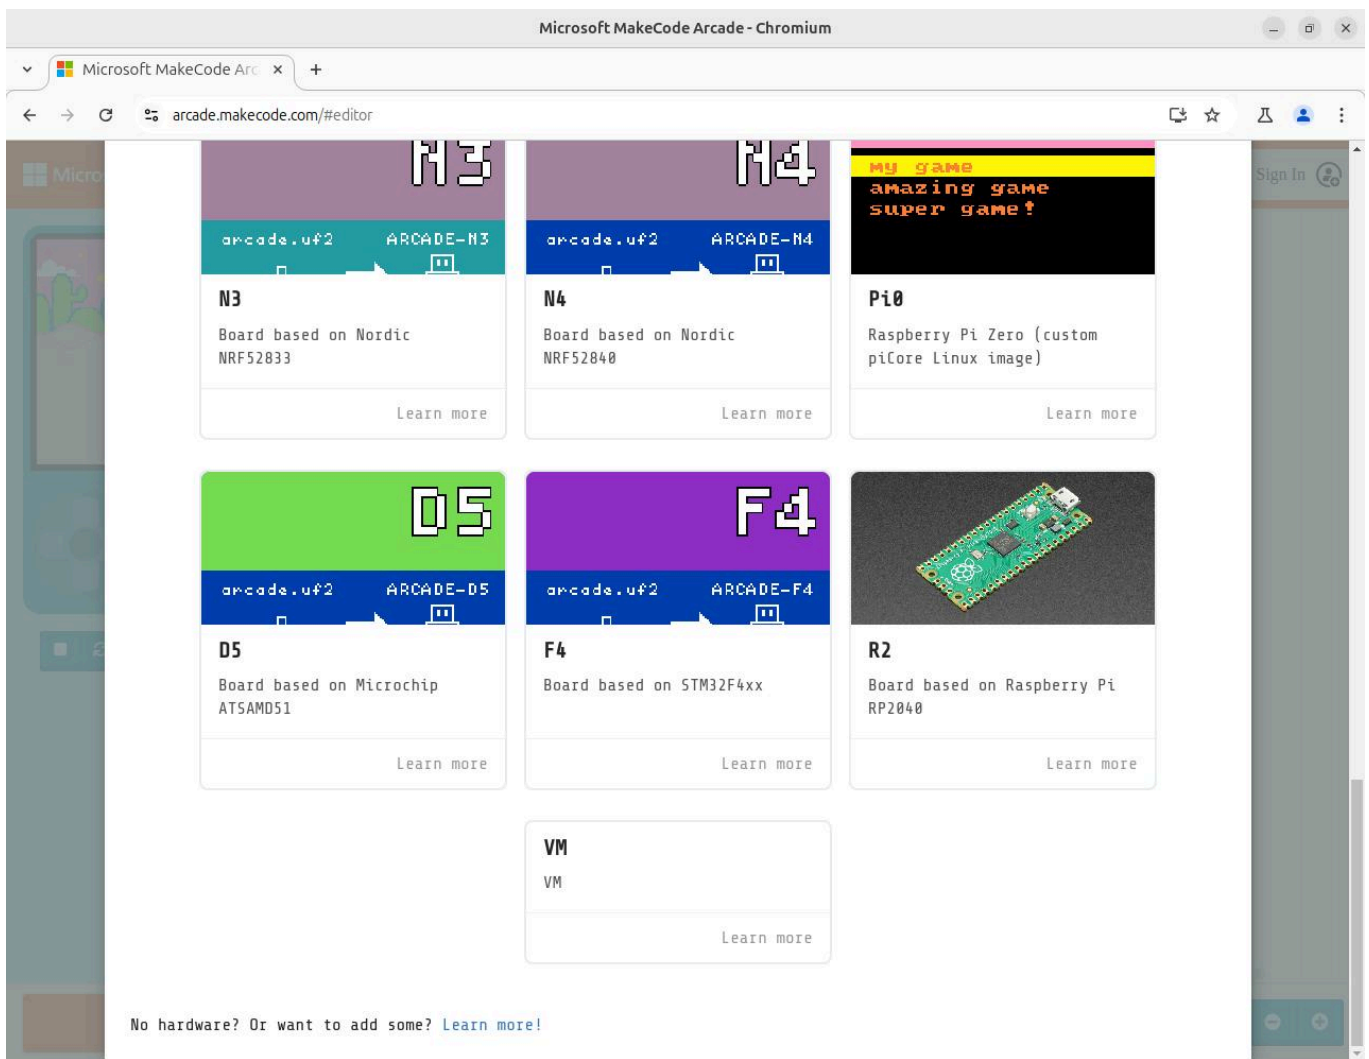 Microsoft MakeCode Arcade - Chromium
Microsoft MakeCode Arc
arcade.makecode.com/#editor
Micro
Sign In
N3
arcade.uf2 ARCADE-N3
N3
Board based on Nordic
NRF52833
Learn more
N4
arcade.uf2 ARCADE-N4
N4
Board based on Nordic
NRF52840
Learn more
my game
amazing game
super game!
Pi0
Raspberry Pi Zero (custom
piCore Linux image)
Learn more
D5
arcade.uf2 ARCADE-D5
D5
Board based on Microchip
ATSAMD51
Learn more
F4
arcade.uf2 ARCADE-F4
F4
Board based on STM32F4xx
Learn more
R2
Board based on Raspberry Pi
RP2040
Learn more
VM
VM
Learn more
No hardware? Or want to add some? Learn more!